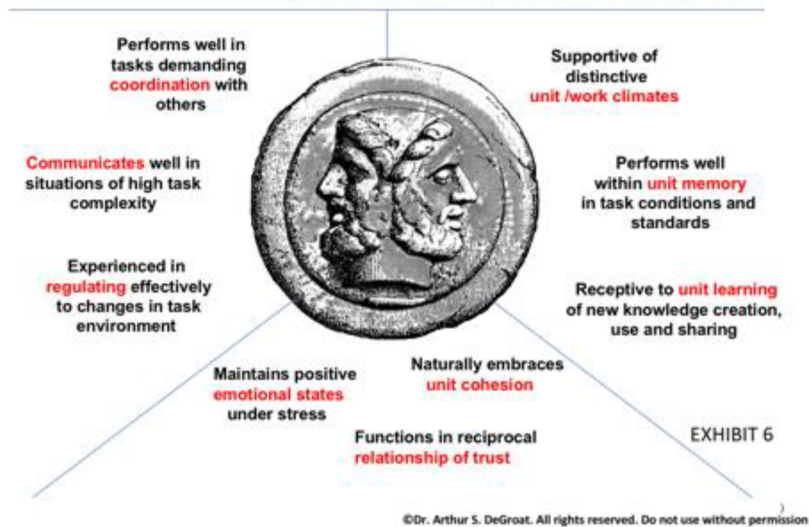 Performs well in
tasks demanding
coordination with
others
Communicates well in
situations of high task
complexity
Experienced in
regulating effectively
to changes in task
environment
Supportive of
distinctive
unit /work climates
Performs well
within unit memory
in task conditions and
standards
Receptive to unit learning
of new knowledge creation,
use and sharing
Maintains positive
emotional states
under stress
Naturally embraces
unit cohesion
Functions in reciprocal
relationship of trust
EXHIBIT 6
©Dr. Arthur S. DeGroat. All rights reserved. Do not use without permission